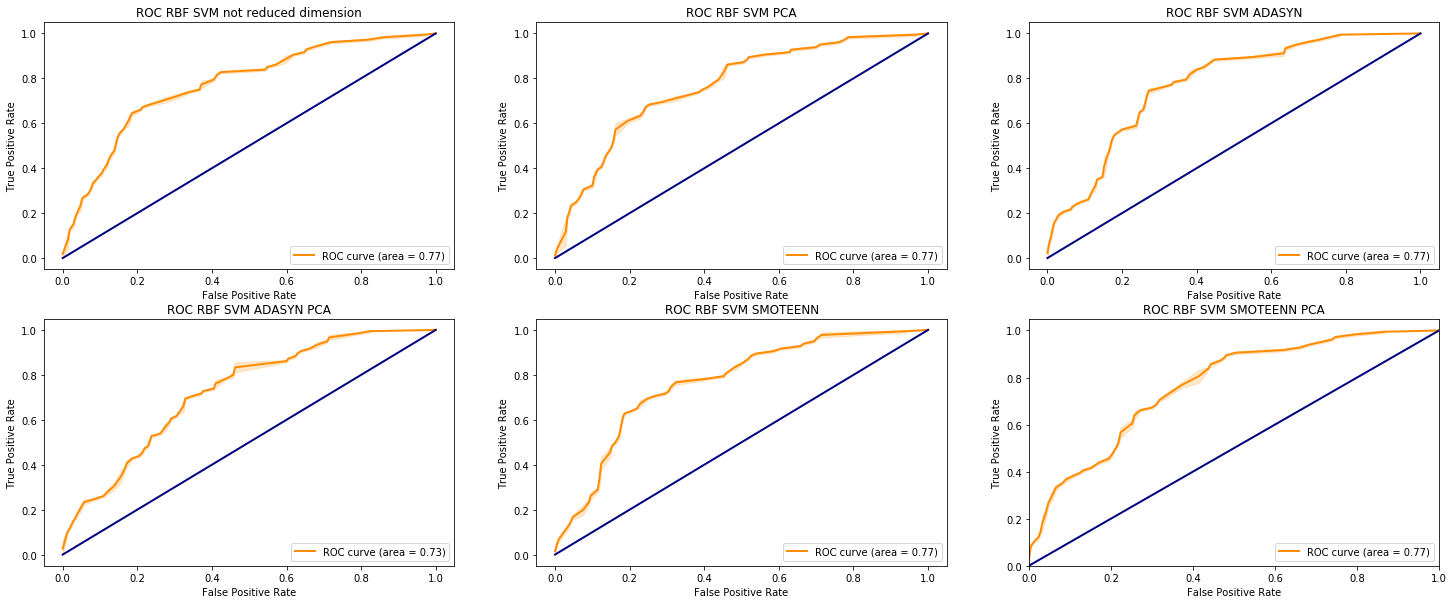 ROC RBF SVM not reduced dimension
1.0
0.8
0.6
0.4
0.2
0.0
True Positive Rate
ROC curve (area = 0.77)
0.0 0.2 0.4 0.6 0.8 1.0
False Positive Rate
ROC RBF SVM PCA
1.0
0.8
0.6
0.4
0.2
0.0
True Positive Rate
ROC curve (area = 0.77)
0.0 0.2 0.4 0.6 0.8 1.0
False Positive Rate
ROC RBF SVM ADASYN
1.0
0.8
0.6
0.4
0.2
0.0
True Positive Rate
ROC curve (area = 0.77)
0.0 0.2 0.4 0.6 0.8 1.0
False Positive Rate
ROC RBF SVM ADASYN PCA
1.0
0.8
0.6
0.4
0.2
0.0
True Positive Rate
ROC curve (area = 0.73)
0.0 0.2 0.4 0.6 0.8 1.0
False Positive Rate
ROC RBF SVM SMOTEENN
1.0
0.8
0.6
0.4
0.2
0.0
True Positive Rate
ROC curve (area = 0.77)
0.0 0.2 0.4 0.6 0.8 1.0
False Positive Rate
ROC RBF SVM SMOTEENN PCA
1.0
0.8
0.6
0.4
0.2
0.0
True Positive Rate
ROC curve (area = 0.77)
0.0 0.2 0.4 0.6 0.8 1.0
False Positive Rate